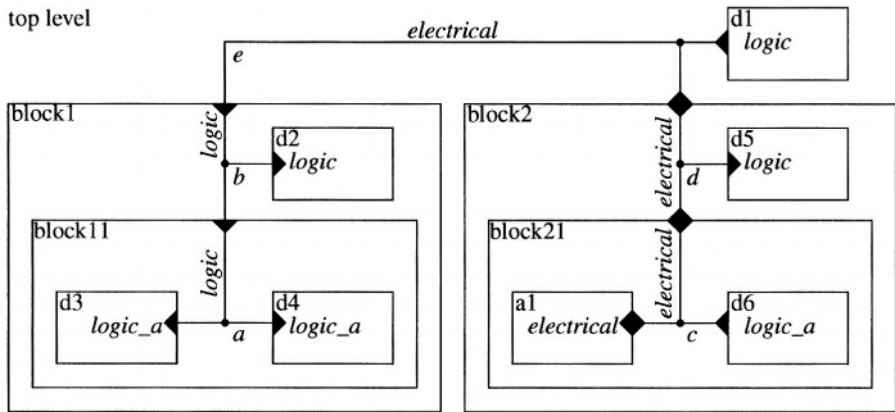 top level
electrical
d1
logic
e
block1
logic
d2
logic
b
block11
logic
d3
logic_a
d4
logic_a
a
block2
electrical
d5
logic
d
block21
electrical
a1
electrical
d6
logic_a
c